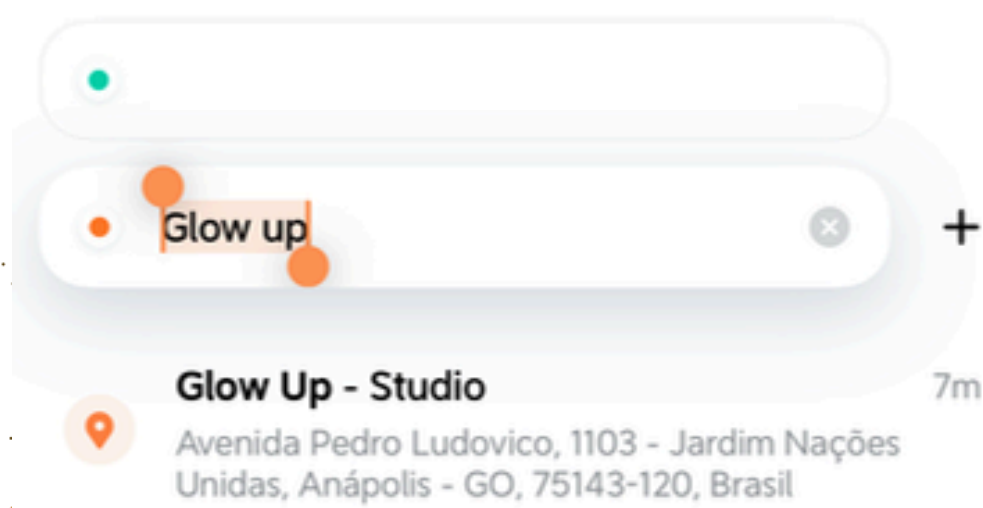 Glow up
Glow Up - Studio
7m
Avenida Pedro Ludovico, 1103 - Jardim Nações
Unidas, Anápolis - GO, 75143-120, Brasil